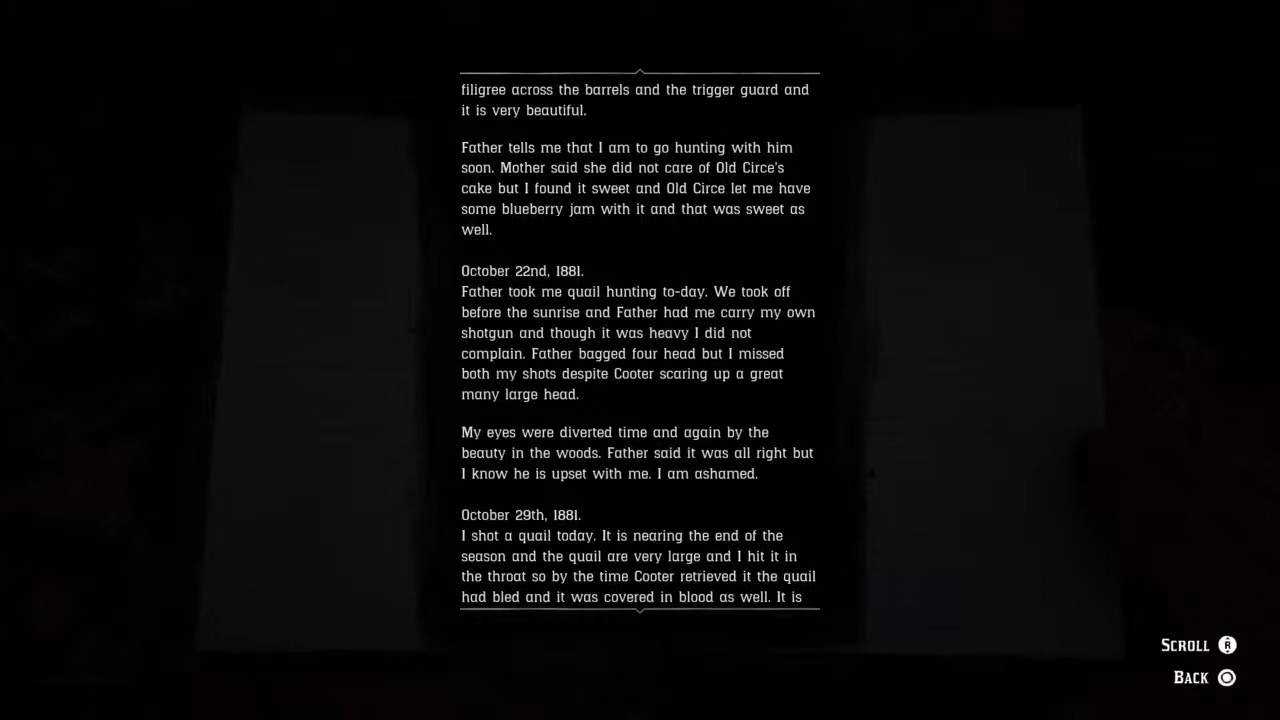 filigree across the barrels and the trigger guard and
it is very beautiful.
Father tells me that I am to go hunting with him
soon. Mother said she did not care of Old Circe's
cake but I found it sweet and Old Circe let me have
some blueberry jam with it and that was sweet as
well.
October 22nd, 1881.
Father took me quail hunting to-day. We took off
before the sunrise and Father had me carry my own
shotgun and though it was heavy I did not
complain. Father bagged four head but I missed
both my shots despite Cooter scaring up a great
many large head.
My eyes were diverted time and again by the
beauty in the woods. Father said it was all right but
I know he is upset with me. I am ashamed.
October 29th, 1881.
I shot a quail today. It is nearing the end of the
season and the quail are very large and I hit it in
the throat so by the time Cooter retrieved it the quail
had bled and it was covered in blood as well. It is
SCROLL R
BACK